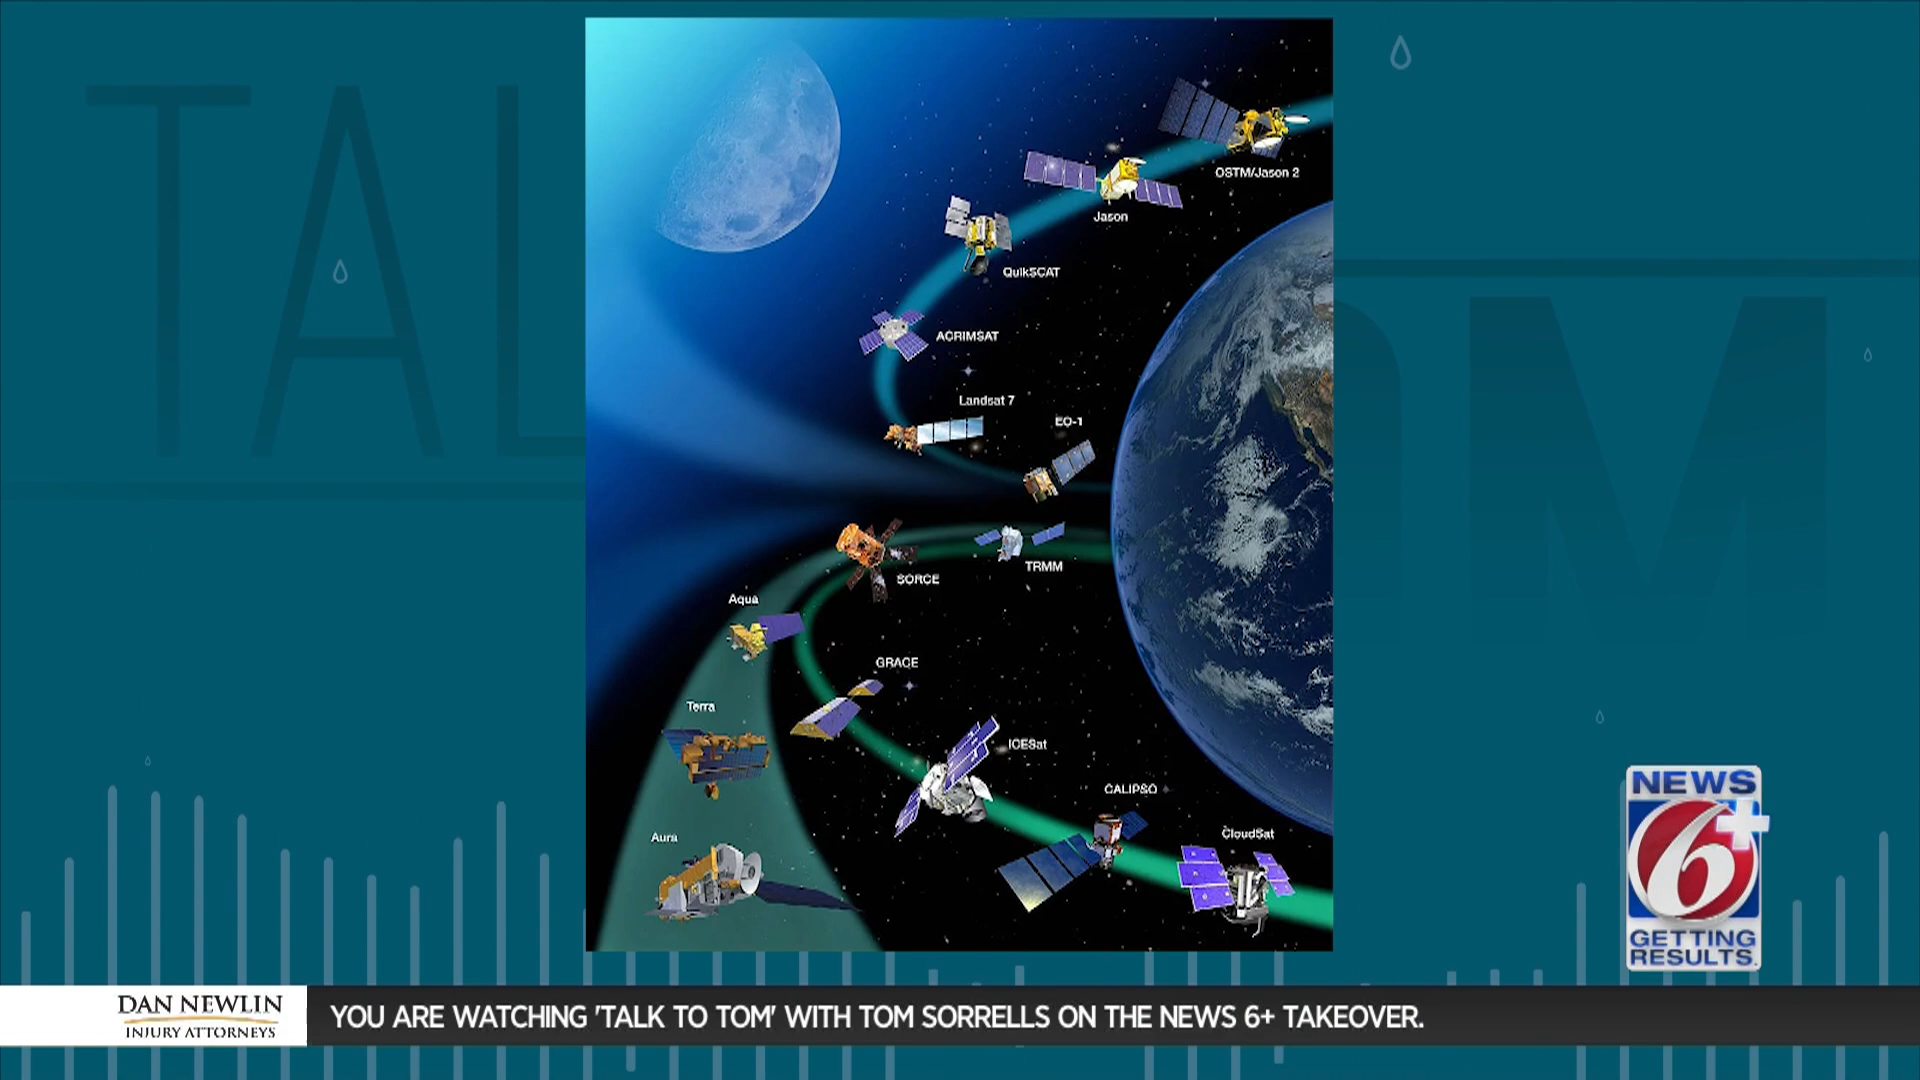 TALK
TOM
OSTM/Jason 2
Jason
QuikSCAT
ACRIMSAT
Landsat 7
EO-1
TRMM
SORCE
Aqua
GRACE
Terra
ICESat
CALIPSO
CloudSat
Aura
NEWS
6+
GETTING
RESULTS.
DAN NEWLIN
INJURY ATTORNEYS
YOU ARE WATCHING 'TALK TO TOM' WITH TOM SORRELLS ON THE NEWS 6+ TAKEOVER.